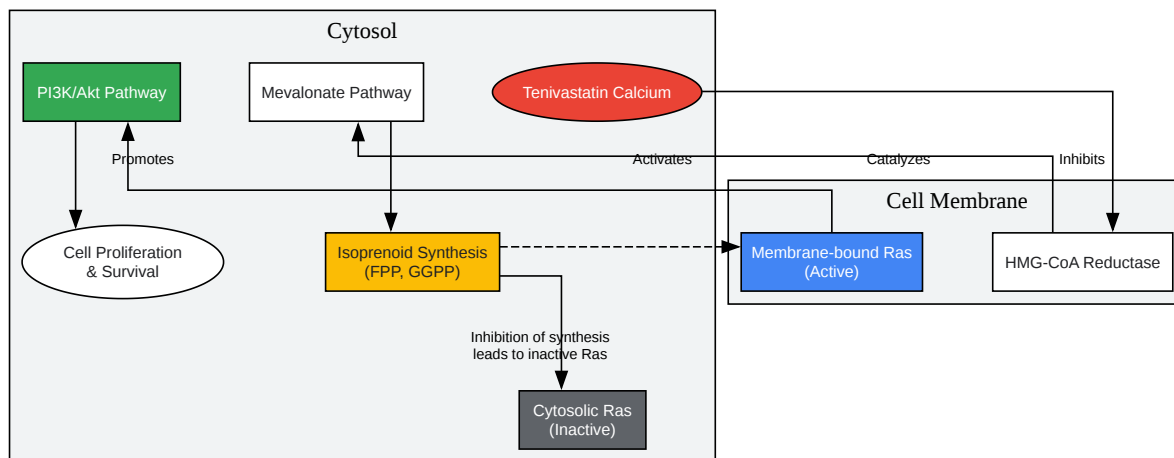 Cytosol
PI3K/Akt Pathway
Mevalonate Pathway
Tenivastatin Calcium
Promotes
Activates
Catalyzes
Inhibits
Cell Membrane
Cell Proliferation
& Survival
Isoprenoid Synthesis
(FPP, GGPP)
Membrane-bound Ras
(Active)
HMG-CoA Reductase
Inhibition of synthesis
leads to inactive Ras
Cytosolic Ras
(Inactive)